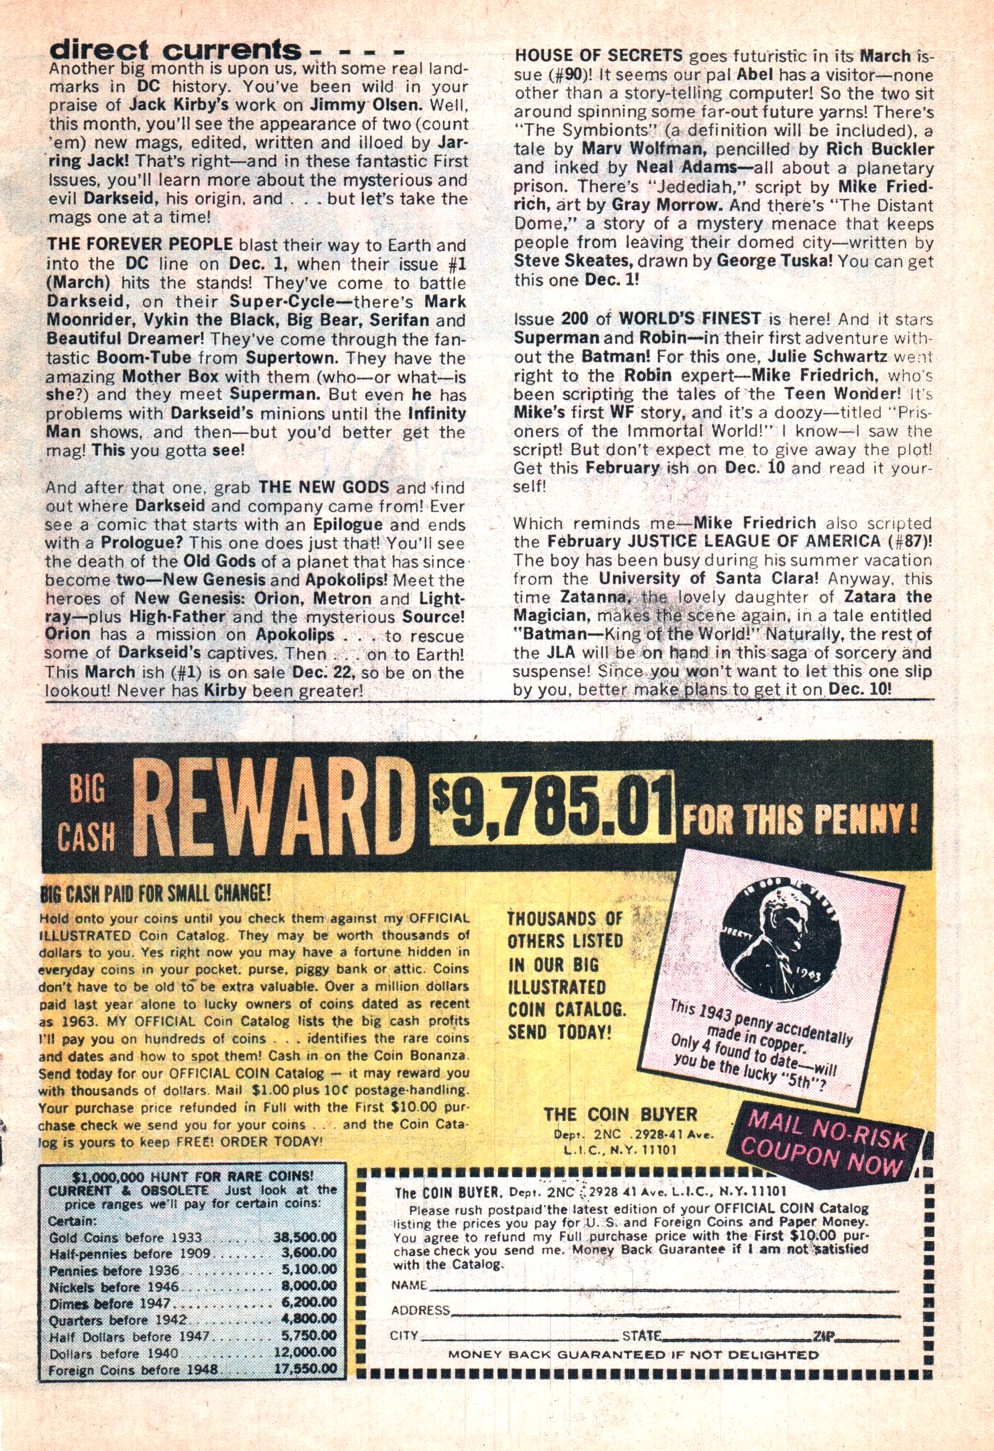 direct currents - - - -
Another big month is upon us, with some real land-
marks in DC history. You've been wild in your
praise of Jack Kirby's work on Jimmy Olsen. Well,
this month, you'll see the appearance of two (count
'em) new mags, edited, written and illoed by Jar-
ring Jack! That's right—and in these fantastic First
Issues, you'll learn more about the mysterious and
evil Darkseid, his origin, and . . . but let's take the
mags one at a time!
THE FOREVER PEOPLE blast their way to Earth and
into the DC line on Dec. 1, when their issue #1
(March) hits the stands! They've come to battle
Darkseid, on their Super-Cycle—there's Mark
Moonrider, Vykin the Black, Big Bear, Serifan and
Beautiful Dreamer! They've come through the fan-
tastic Boom-Tube from Supertown. They have the
amazing Mother Box with them (who—or what—is
she?) and they meet Superman. But even he has
problems with Darkseid's minions until the Infinity
Man shows, and then—but you'd better get the
mag! This you gotta see!
And after that one, grab THE NEW GODS and find
out where Darkseid and company came from! Ever
see a comic that starts with an Epilogue and ends
with a Prologue? This one does just that! You'll see
the death of the Old Gods of a planet that has since
become two—New Genesis and Apokolips! Meet the
heroes of New Genesis: Orion, Metron and Light-
ray—plus High-Father and the mysterious Source!
Orion has a mission on Apokolips . . . to rescue
some of Darkseid's captives. Then . . . on to Earth!
This March ish (#1) is on sale Dec. 22, so be on the
lookout! Never has Kirby been greater!
HOUSE OF SECRETS goes futuristic in its March is-
sue (#90)! It seems our pal Abel has a visitor—none
other than a story-telling computer! So the two sit
around spinning some far-out future yarns! There's
"The Symbionts" (a definition will be included), a
tale by Marv Wolfman, pencilled by Rich Buckler
and inked by Neal Adams—all about a planetary
prison. There's "Jedediah," script by Mike Fried-
rich, art by Gray Morrow. And there's "The Distant
Dome," a story of a mystery menace that keeps
people from leaving their domed city—written by
Steve Skeates, drawn by George Tuska! You can get
this one Dec. 1!
Issue 200 of WORLD'S FINEST is here! And it stars
Superman and Robin—in their first adventure with-
out the Batman! For this one, Julie Schwartz went
right to the Robin expert—Mike Friedrich, who's
been scripting the tales of the Teen Wonder! It's
Mike's first WF story, and it's a doozy—titled "Pris-
oners of the Immortal World!" I know—I saw the
script! But don't expect me to give away the plot!
Get this February ish on Dec. 10 and read it your-
self!
Which reminds me—Mike Friedrich also scripted
the February JUSTICE LEAGUE OF AMERICA (#87)!
The boy has been busy during his summer vacation
from the University of Santa Clara! Anyway, this
time Zatanna, the lovely daughter of Zatara the
Magician, makes the scene again, in a tale entitled
"Batman—King of the World!" Naturally, the rest of
the JLA will be on hand in this saga of sorcery and
suspense! Since you won't want to let this one slip
by you, better make plans to get it on Dec. 10!
BIG
CASH
REWARD $9,785.01 FOR THIS PENNY!
BIG CASH PAID FOR SMALL CHANGE!
Hold onto your coins until you check them against my OFFICIAL
ILLUSTRATED Coin Catalog. They may be worth thousands of
dollars to you. Yes right now you may have a fortune hidden in
everyday coins in your pocket, purse, piggy bank or attic. Coins
don't have to be old to be extra valuable. Over a million dollars
paid last year alone to lucky owners of coins dated as recent
as 1963. MY OFFICIAL Coin Catalog lists the big cash profits
I'll pay you on hundreds of coins . . . identifies the rare coins
and dates and how to spot them! Cash in on the Coin Bonanza.
Send today for our OFFICIAL COIN Catalog — it may reward you
with thousands of dollars. Mail $1.00 plus 10¢ postage-handling.
Your purchase price refunded in Full with the First $10.00 pur-
chase check we send you for your coins . . . and the Coin Cata-
log is yours to keep FREE! ORDER TODAY!
THOUSANDS OF
OTHERS LISTED
IN OUR BIG
ILLUSTRATED
COIN CATALOG.
SEND TODAY!
IN GOD WE TRUST
LIBERTY
1943
This 1943 penny accidentally
made in copper.
Only 4 found to date—will
you be the lucky "5th"?
THE COIN BUYER
Dept. 2NC .2928-41 Ave.
L.I.C., N.Y. 11101
MAIL NO-RISK
COUPON NOW
$1,000,000 HUNT FOR RARE COINS!
CURRENT & OBSOLETE Just look at the
price ranges we'll pay for certain coins:
Certain:
Gold Coins before 1933 ........ 38,500.00
Half-pennies before 1909 ........ 3,600.00
Pennies before 1936 ............ 5,100.00
Nickels before 1946 ............ 8,000.00
Dimes before 1947 ............. 6,200.00
Quarters before 1942 ........... 4,800.00
Half Dollars before 1947 ........ 5,750.00
Dollars before 1940 ........... 12,000.00
Foreign Coins before 1948 ..... 17,550.00
The COIN BUYER, Dept. 2NC 2928 41 Ave. L.I.C., N.Y. 11101
Please rush postpaid the latest edition of your OFFICIAL COIN Catalog
listing the prices you pay for U. S. and Foreign Coins and Paper Money.
You agree to refund my Full purchase price with the First $10.00 pur-
chase check you send me. Money Back Guarantee if I am not satisfied
with the Catalog.
NAME
ADDRESS
CITY STATE ZIP
MONEY BACK GUARANTEED IF NOT DELIGHTED